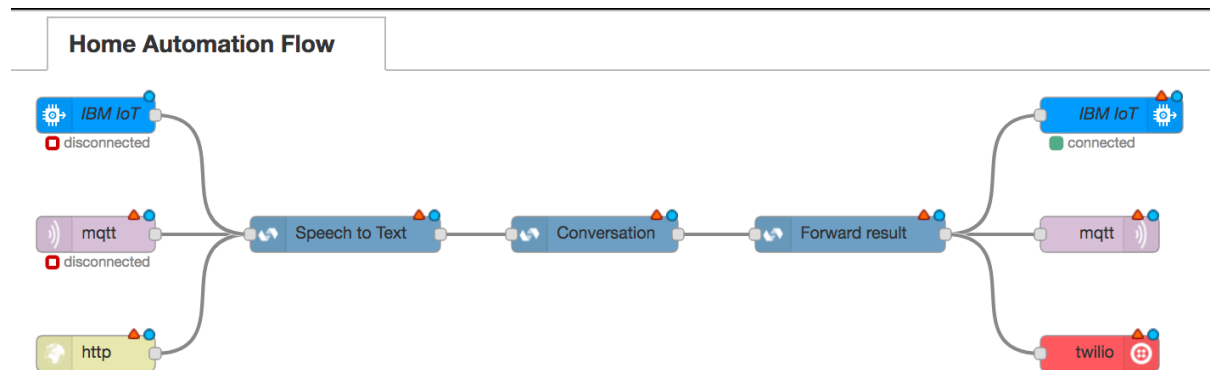 Home Automation Flow
IBM IoT
disconnected
IBM IoT
connected
mqtt
disconnected
Speech to Text
Conversation
Forward result
mqtt
http
twilio